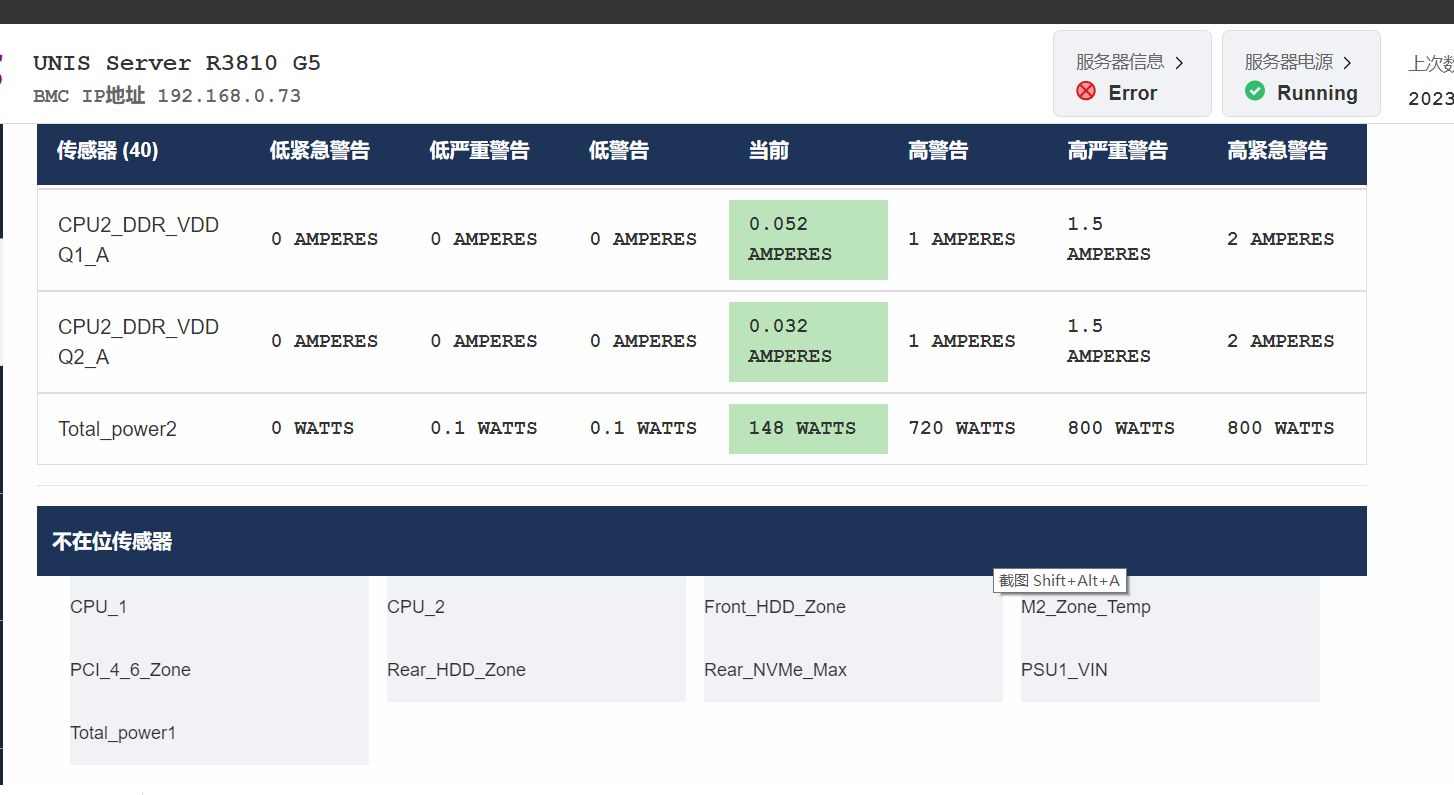 UNIS Server R3810 G5
BMC IP地址 192.168.0.73
服务器信息
Error
服务器电源
Running
上次数
2023
传感器 (40) 低紧急警告 低严重警告 低警告 当前 高警告 高严重警告 高紧急警告
CPU2_DDR_VDD
Q1_A
0 AMPERES 0 AMPERES 0 AMPERES
0.052
AMPERES
1 AMPERES
1.5
AMPERES
2 AMPERES
CPU2_DDR_VDD
Q2_A
0 AMPERES 0 AMPERES 0 AMPERES
0.032
AMPERES
1 AMPERES
1.5
AMPERES
2 AMPERES
Total_power2 0 WATTS 0.1 WATTS 0.1 WATTS 148 WATTS 720 WATTS 800 WATTS 800 WATTS
不在位传感器
截图 Shift+Alt+A
CPU_1 CPU_2 Front_HDD_Zone M2_Zone_Temp
PCI_4_6_Zone Rear_HDD_Zone Rear_NVMe_Max PSU1_VIN
Total_power1